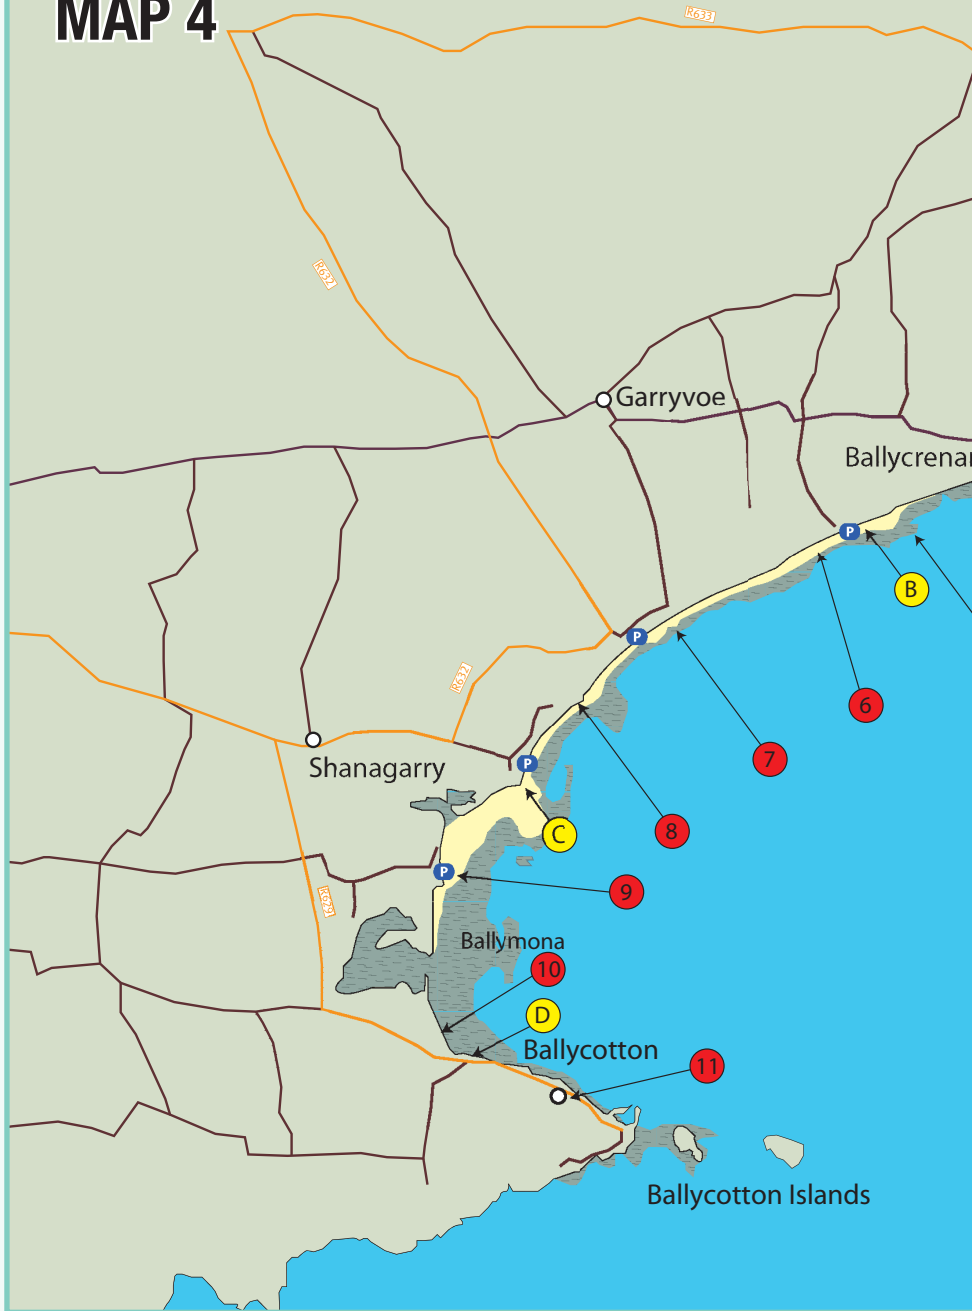 MAP 4
R633
R632
Garryvoe
Ballycrenan
P
B
P
6
R632
7
Shanagarry
P
C
8
P
9
R629
Ballymona
10
D
Ballycotton
11
Ballycotton Islands